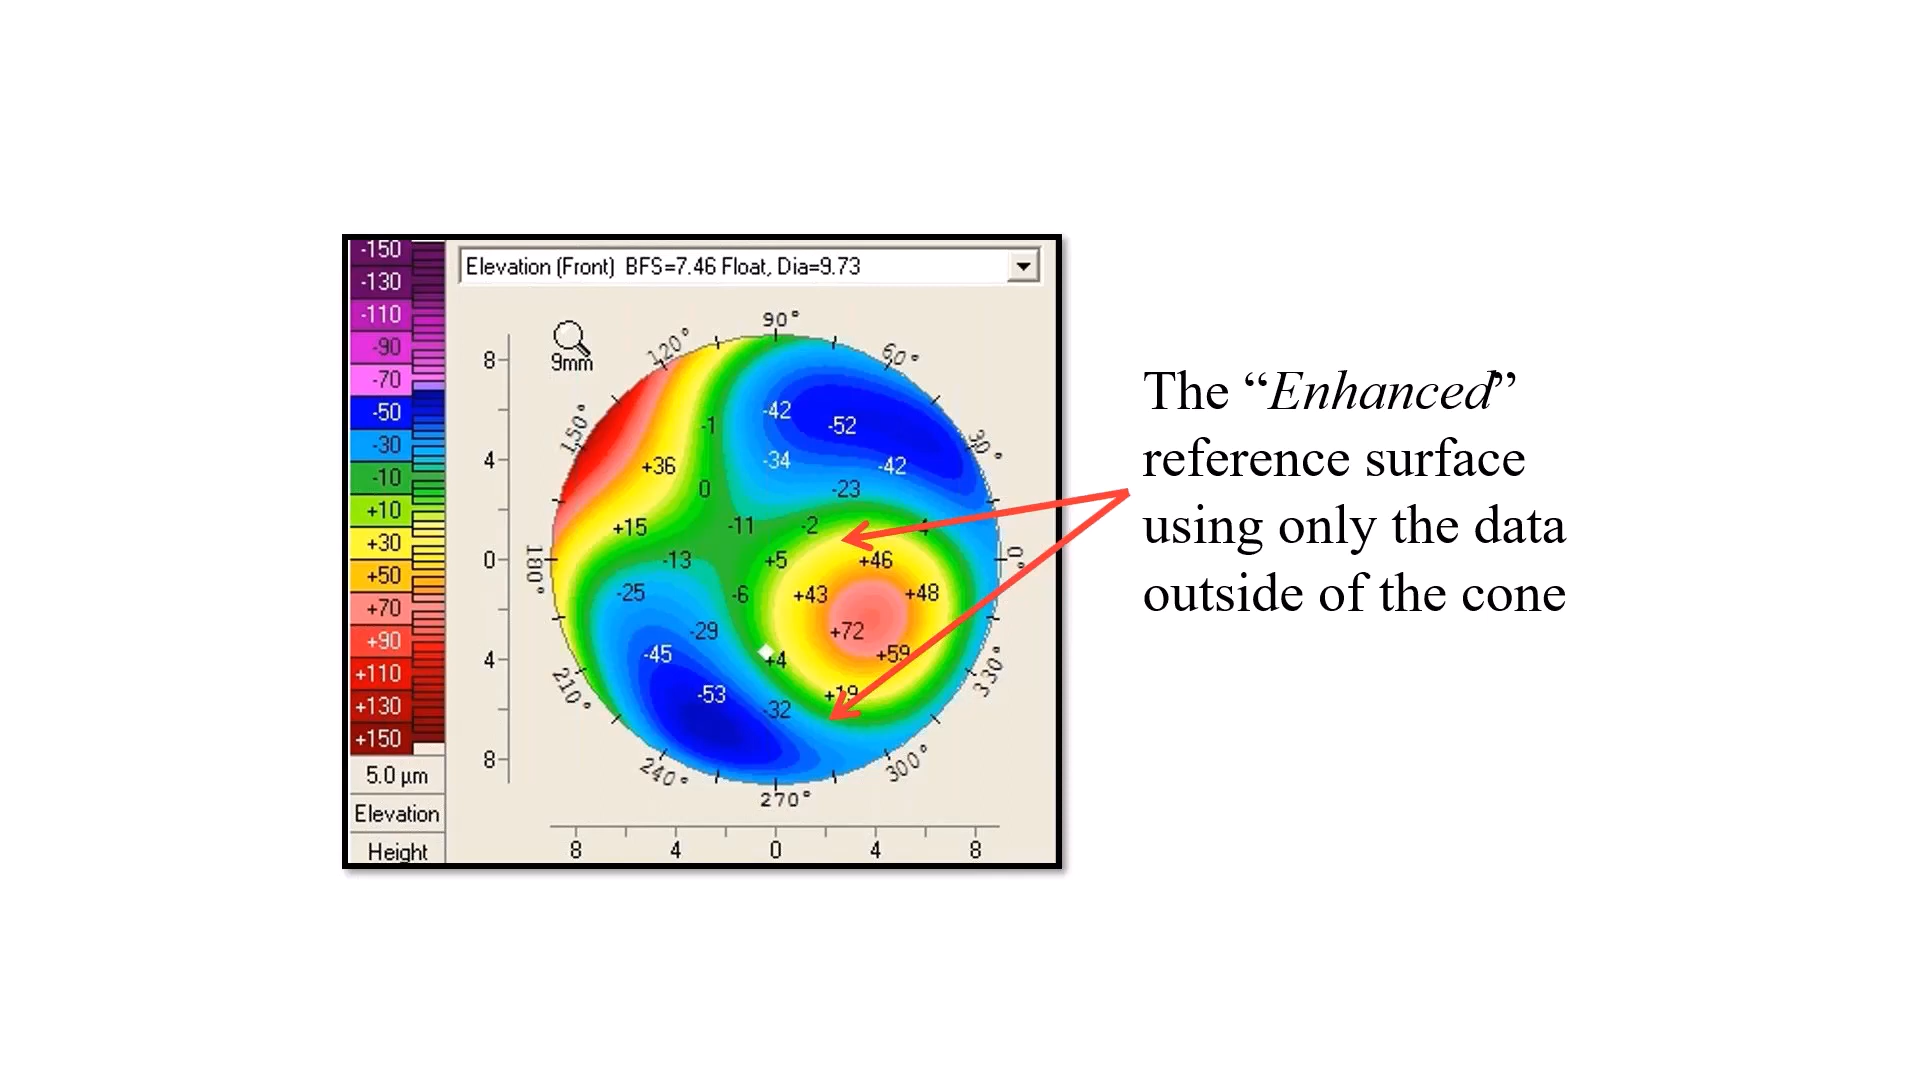 -150
-130
-110
-90
-70
-50
-30
-10
+10
+30
+50
+70
+90
+110
+130
+150
5.0 µm
Elevation
Height
Elevation (Front) BFS=7.46 Float, Dia=9.73
9mm
90°
120° 60°
150° 30°
180° 0°
210° 330°
240° 300°
270°
8
4
0
4
8
-42 -52
-1
+36 -34 -42
0 -23
+15 -11 -2
-13 +5 +46
-25 -6 +43 +48
-29 +72
-45 +4 +59
-53 -32 +19
8 4 0 4 8
The “Enhanced”
reference surface
using only the data
outside of the cone